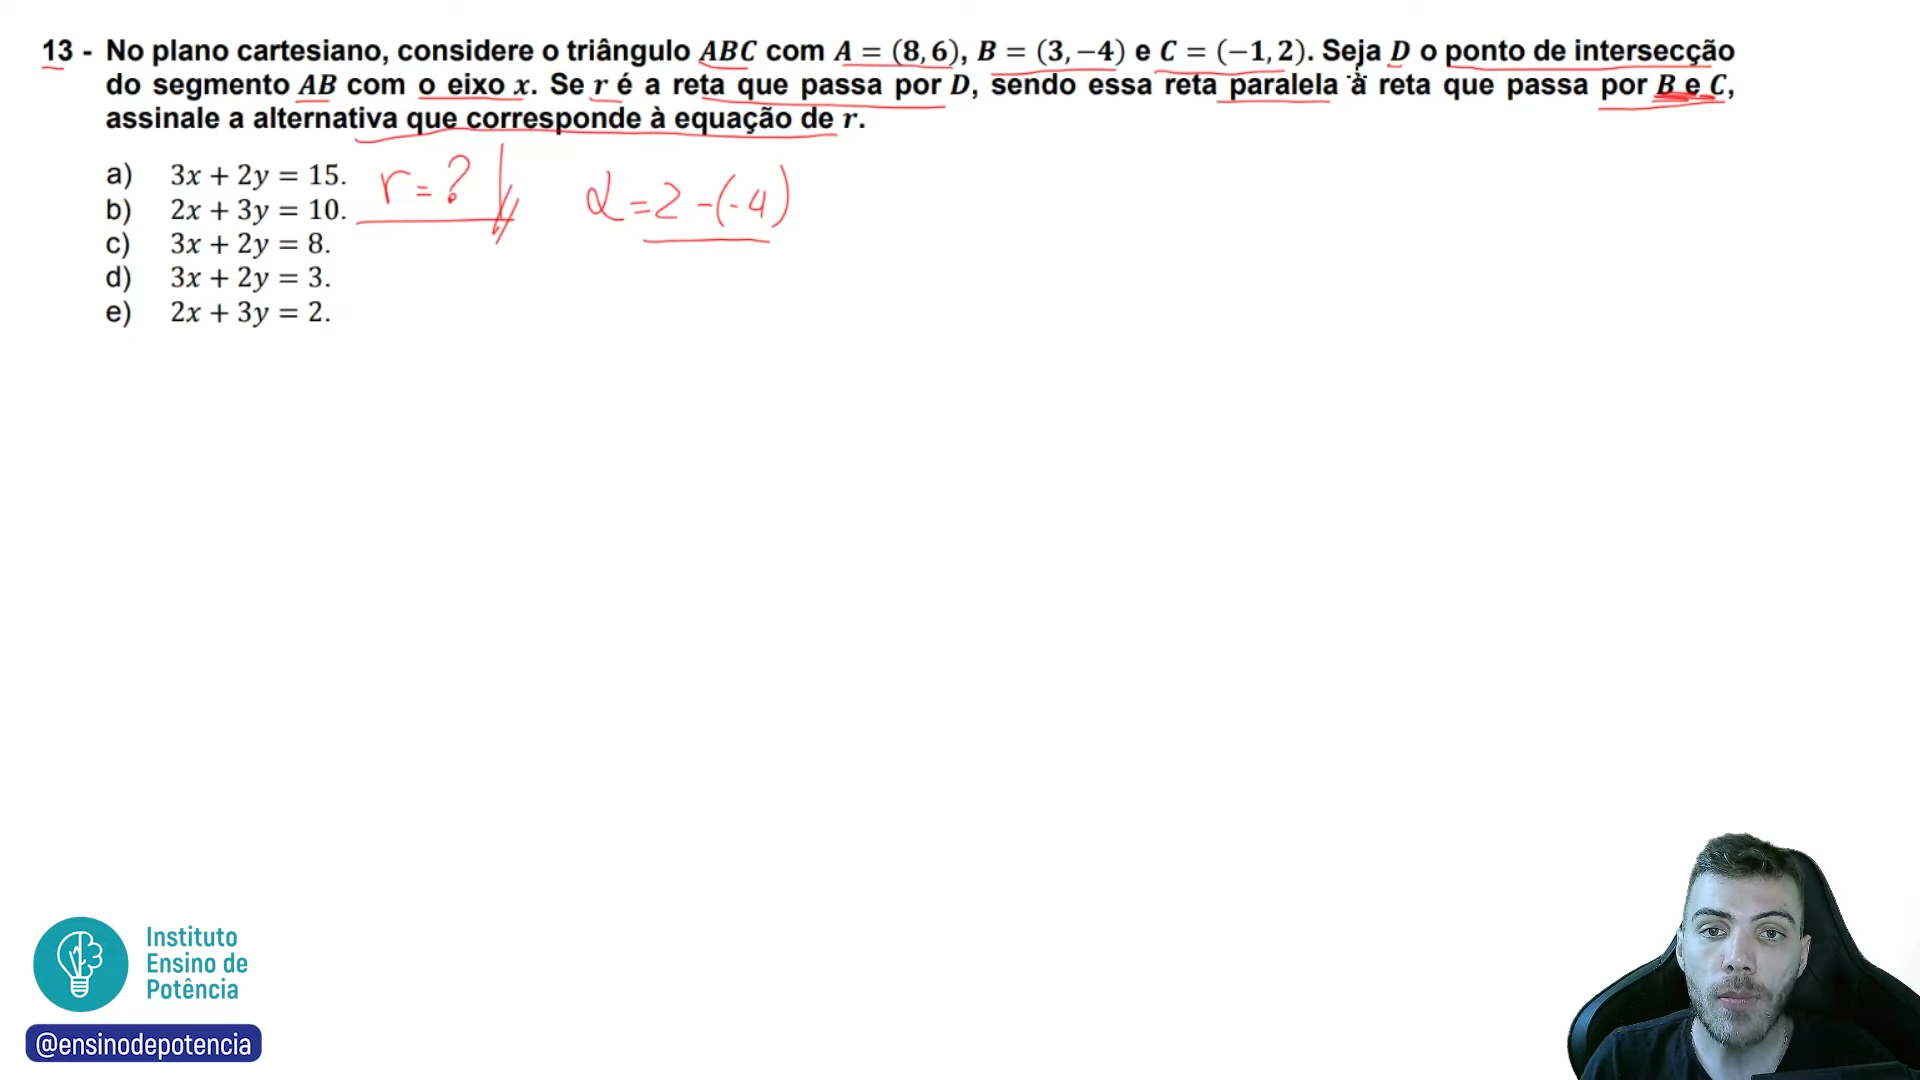 13 - No plano cartesiano, considere o triângulo ABC com A = (8, 6), B = (3, −4) e C = (−1, 2). Seja D o ponto de intersecção
do segmento AB com o eixo x. Se r é a reta que passa por D, sendo essa reta paralela à reta que passa por B e C,
assinale a alternativa que corresponde à equação de r.
a) 3x + 2y = 15.
b) 2x + 3y = 10.
c) 3x + 2y = 8.
d) 3x + 2y = 3.
e) 2x + 3y = 2.
r = ?
α = 2 - (-4)
Instituto
Ensino de
Potência
@ensinodepotencia